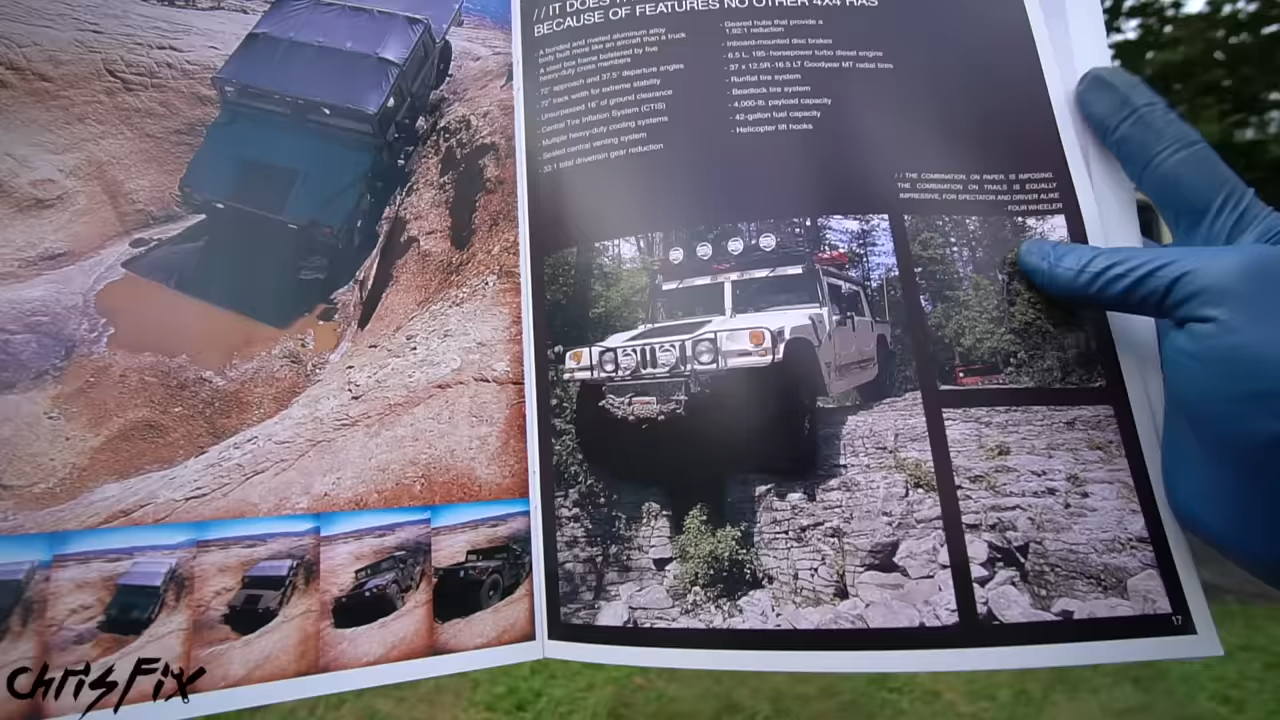 // IT DOES
BECAUSE OF FEATURES NO OTHER 4X4 HAS
- A bonded and riveted aluminum alloy
body built more like an aircraft than a truck
- A steel box frame bolstered by five
heavy-duty cross members
- 72° approach and 37.5° departure angles
- 72" track width for extreme stability
- Unsurpassed 16" of ground clearance
- Central Tire Inflation System (CTIS)
- Multiple heavy-duty cooling systems
- Sealed central venting system
- 33:1 total drivetrain gear reduction
- Geared hubs that provide a
1.92:1 reduction
- Inboard-mounted disc brakes
- 6.5 L, 195-horsepower turbo diesel engine
- 37 x 12.5R-16.5 LT Goodyear MT radial tires
- Runflat tire system
- Beadlock tire system
- 4,000-lb. payload capacity
- 42-gallon fuel capacity
- Helicopter lift hooks
// THE COMBINATION, ON PAPER, IS IMPOSING.
THE COMBINATION ON TRAILS IS EQUALLY
IMPRESSIVE, FOR SPECTATOR AND DRIVER ALIKE
- FOUR WHEELER
17
ChrisFix